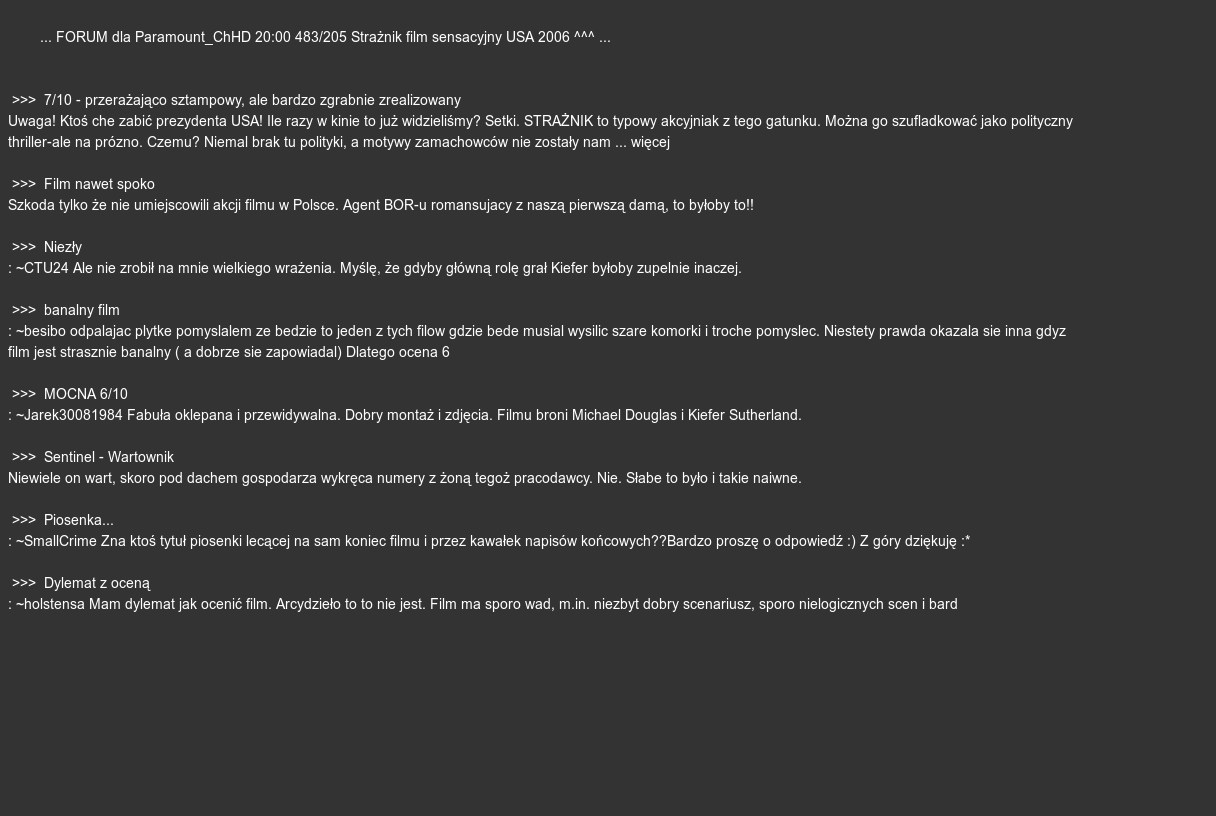 ... FORUM dla Paramount_ChHD 20:00 483/205 Strażnik film sensacyjny USA 2006 ^^^ ...
>>> 7/10 - przerażająco sztampowy, ale bardzo zgrabnie zrealizowany
Uwaga! Ktoś che zabić prezydenta USA! Ile razy w kinie to już widzieliśmy? Setki. STRAŻNIK to typowy akcyjniak z tego gatunku. Można go szufladkować jako polityczny
thriller-ale na prózno. Czemu? Niemal brak tu polityki, a motywy zamachowców nie zostały nam ... więcej
>>> Film nawet spoko
Szkoda tylko że nie umiejscowili akcji filmu w Polsce. Agent BOR-u romansujacy z naszą pierwszą damą, to byłoby to!!
>>> Niezły
: ~CTU24 Ale nie zrobił na mnie wielkiego wrażenia. Myślę, że gdyby główną rolę grał Kiefer byłoby zupelnie inaczej.
>>> banalny film
: ~besibo odpalajac plytke pomyslalem ze bedzie to jeden z tych filow gdzie bede musial wysilic szare komorki i troche pomyslec. Niestety prawda okazala sie inna gdyz
film jest strasznie banalny ( a dobrze sie zapowiadal) Dlatego ocena 6
>>> MOCNA 6/10
: ~Jarek30081984 Fabuła oklepana i przewidywalna. Dobry montaż i zdjęcia. Filmu broni Michael Douglas i Kiefer Sutherland.
>>> Sentinel - Wartownik
Niewiele on wart, skoro pod dachem gospodarza wykręca numery z żoną tegoż pracodawcy. Nie. Słabe to było i takie naiwne.
>>> Piosenka...
: ~SmallCrime Zna ktoś tytuł piosenki lecącej na sam koniec filmu i przez kawałek napisów końcowych??Bardzo proszę o odpowiedź :) Z góry dziękuję :*
>>> Dylemat z oceną
: ~holstensa Mam dylemat jak ocenić film. Arcydzieło to to nie jest. Film ma sporo wad, m.in. niezbyt dobry scenariusz, sporo nielogicznych scen i bard